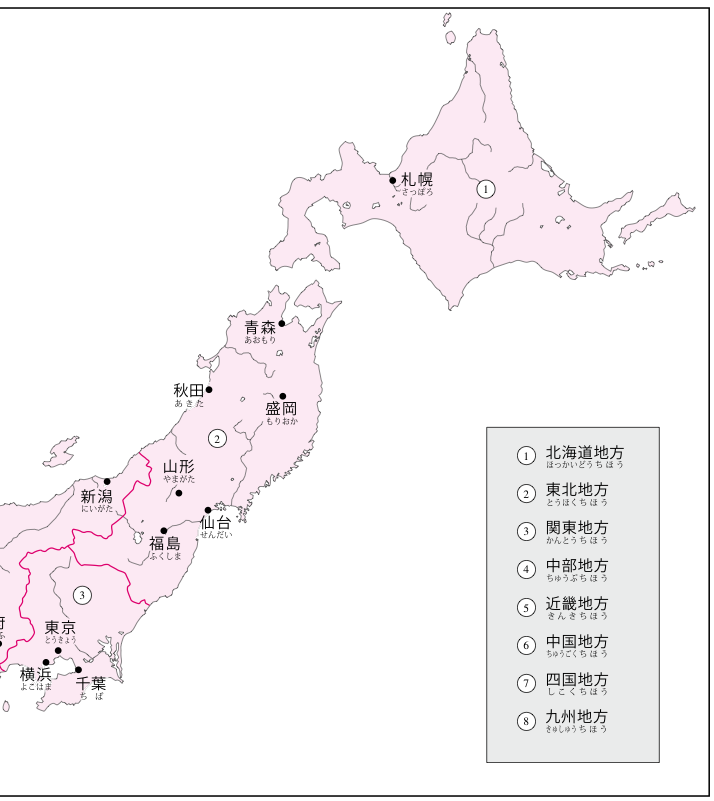 札幌
さっぽろ
1
青森
あおもり
秋田
あきた
盛岡
もりおか
2
山形
やまがた
新潟
にいがた
仙台
せんだい
福島
ふくしま
3
東京
とうきょう
横浜
よこはま
千葉
ちば
1 北海道地方
ほっかいどうちほう
2 東北地方
とうほくちほう
3 関東地方
かんとうちほう
4 中部地方
ちゅうぶちほう
5 近畿地方
きんきちほう
6 中国地方
ちゅうごくちほう
7 四国地方
しこくちほう
8 九州地方
きゅしゅうちほう